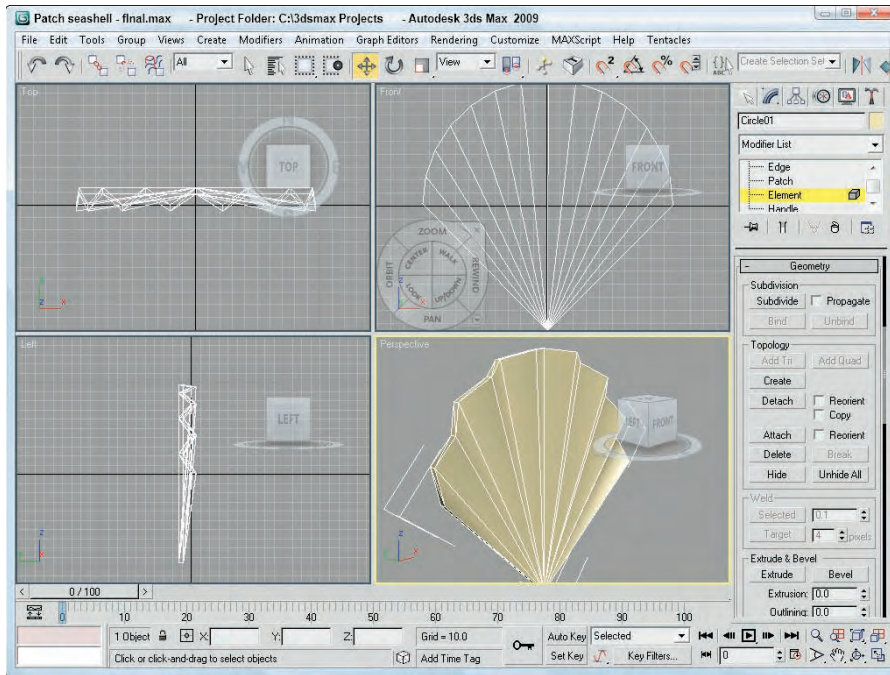 Patch seashell - fInal.max - Project Folder: C:\3dsmax Projects - Autodesk 3ds Max 2009
File Edit Tools Group Views Create Modifiers Animation Graph Editors Rendering Customize MAXScript Help Tentacles
All View Create Selection Set
Top
TOP
Front
FRONT
ZOOM
ORBIT
CENTER
WALK
REWIND
LOOK
UP/DOWN
PAN
Left
LEFT
Perspective
LEFT FRONT
Circle01
Modifier List
Edge
Patch
Element
Handle
- Geometry
Subdivision
Subdivide Propagate
Bind Unbind
Topology
Add Tri Add Quad
Create
Detach Reorient
Copy
Attach Reorient
Delete Break
Hide Unhide All
Weld
Selected 0.1
Target 4 pixels
Extrude & Bevel
Extrude Bevel
Extrusion: 0.0
Outlining: 0.0
< 0 / 100 >
0 10 20 30 40 50 60 70 80 90 100
1 Object X: Y: Z: Grid = 10.0 Auto Key Selected
Click or click-and-drag to select objects Add Time Tag Set Key Key Filters... 0